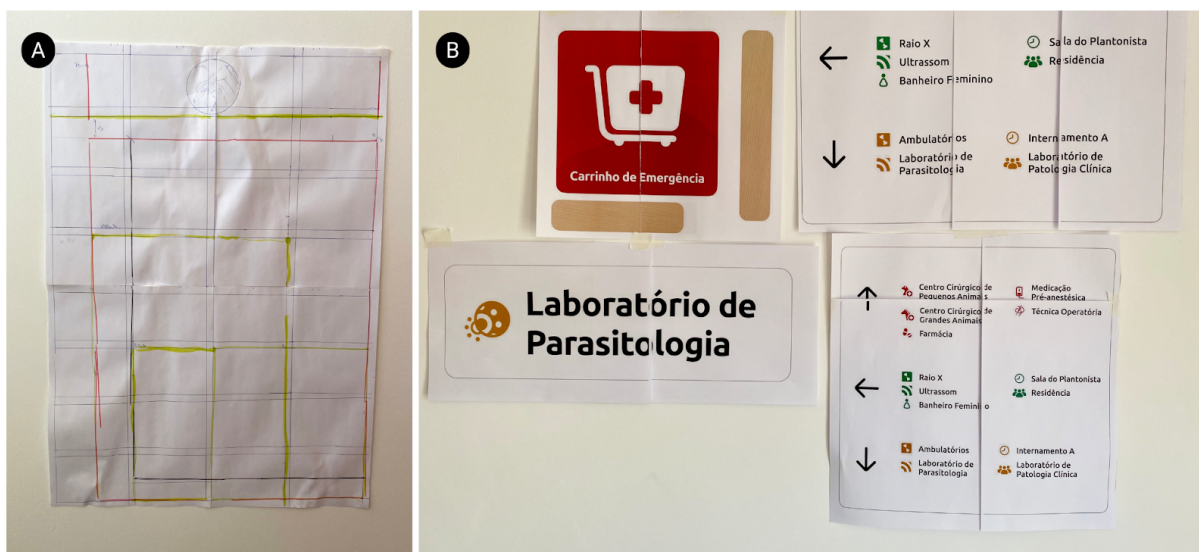 A
B
Carrinho de Emergência
Raio X
Ultrassom
Banheiro Feminino
Sala do Plantonista
Residência
Ambulatórios
Laboratório de
Parasitologia
Internamento A
Laboratório de
Patologia Clínica
Laboratório de
Parasitologia
Centro Cirúrgico de
Pequenos Animais
Centro Cirúrgico de
Grandes Animais
Farmácia
Medicação
Pré-anestésica
Técnica Operatória
Raio X
Ultrassom
Banheiro Feminino
Sala do Plantonista
Residência
Ambulatórios
Laboratório de
Parasitologia
Internamento A
Laboratório de
Patologia Clínica